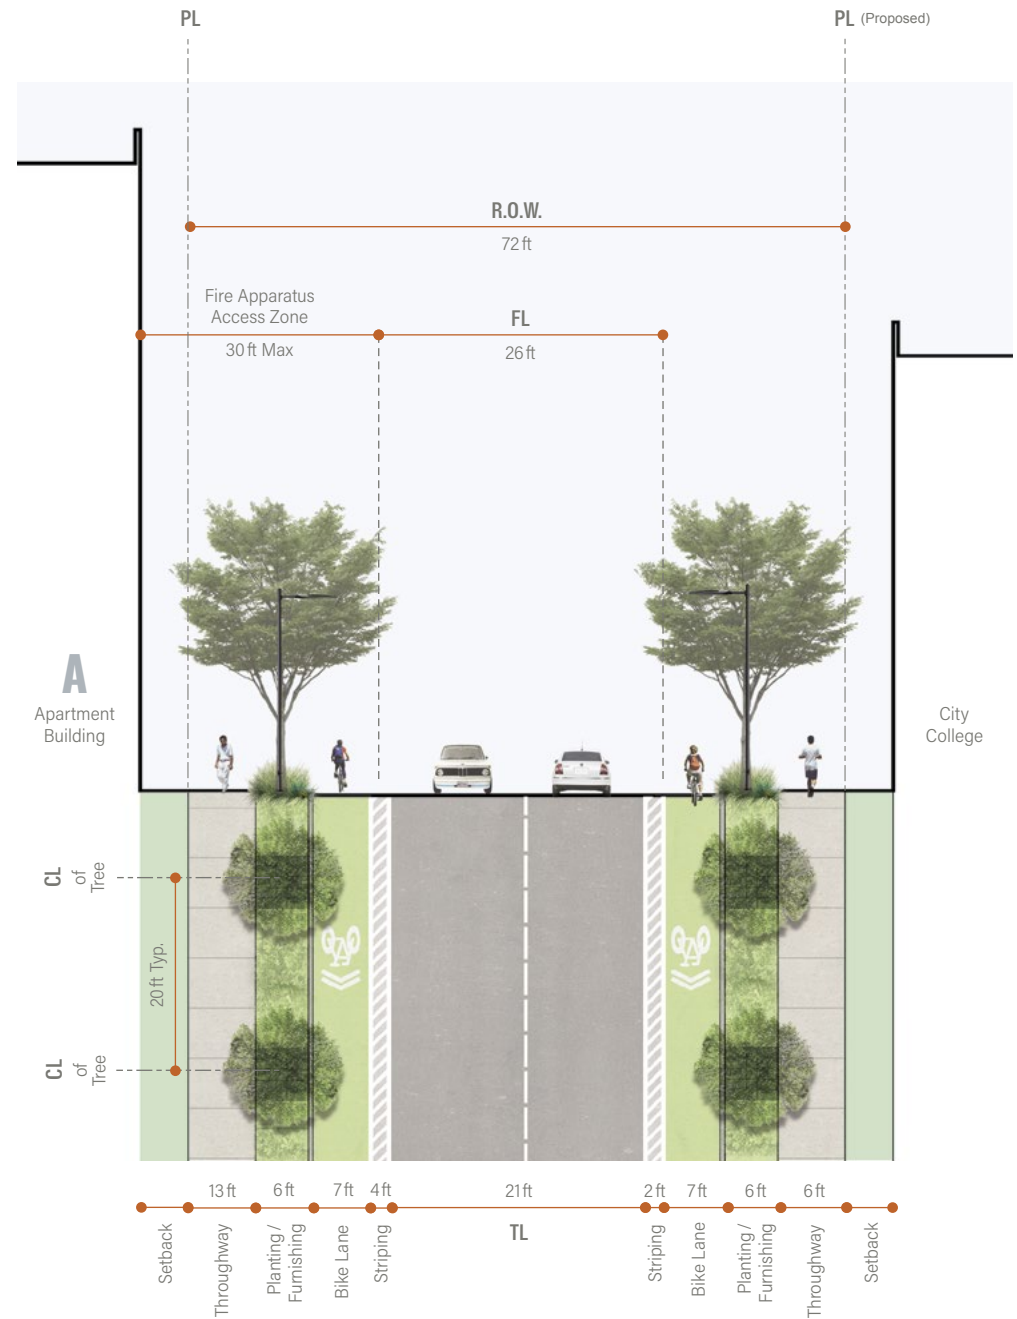 PL
PL (Proposed)
R.O.W.
72 ft
Fire Apparatus
Access Zone
30 ft Max
FL
26 ft
A
Apartment
Building
City
College
CL
of
Tree
20 ft Typ.
CL
of
Tree
13 ft
6 ft
7 ft
4 ft
21 ft
2 ft
7 ft
6 ft
6 ft
Setback
Throughway
Planting /
Furnishing
Bike Lane
Striping
TL
Striping
Bike Lane
Planting /
Furnishing
Throughway
Setback